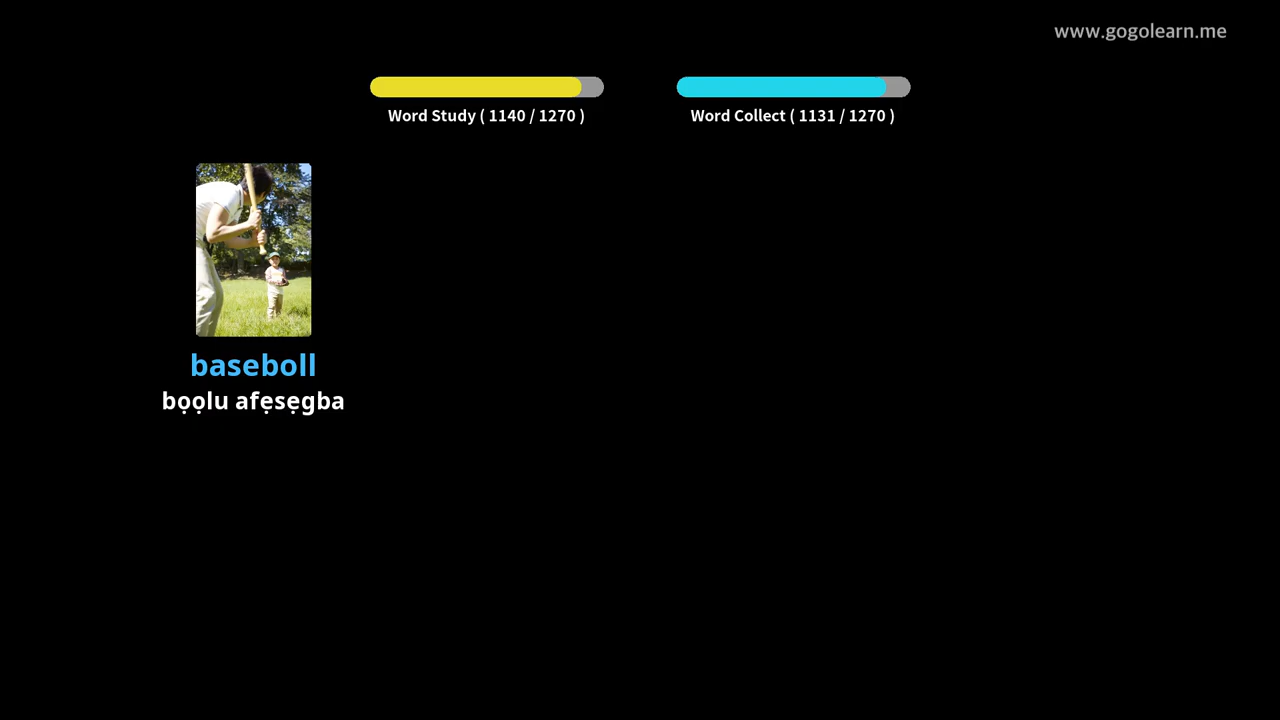 www.gogolearn.me
Word Study ( 1140 / 1270 )
Word Collect ( 1131 / 1270 )
baseboll
bọọlu afẹsẹgba